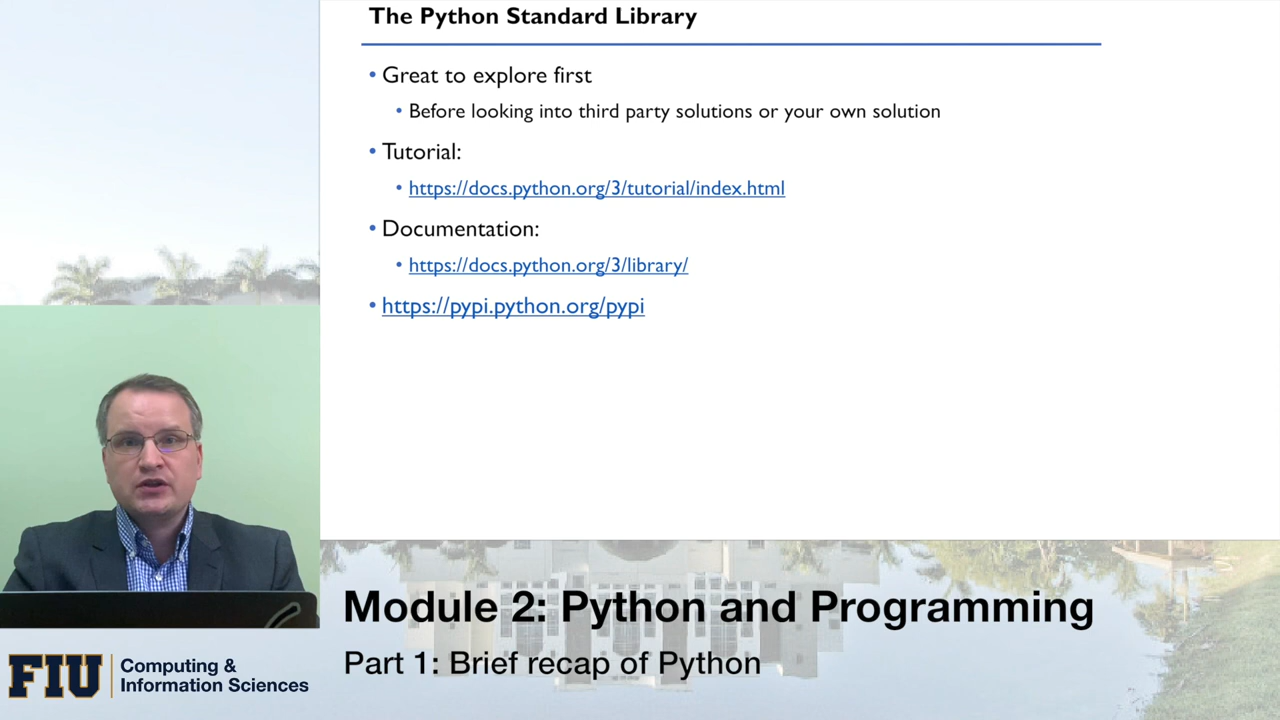 The Python Standard Library
• Great to explore first
• Before looking into third party solutions or your own solution
• Tutorial:
• https://docs.python.org/3/tutorial/index.html
• Documentation:
• https://docs.python.org/3/library/
• https://pypi.python.org/pypi
Module 2: Python and Programming
Part 1: Brief recap of Python
FIU
Computing &
Information Sciences